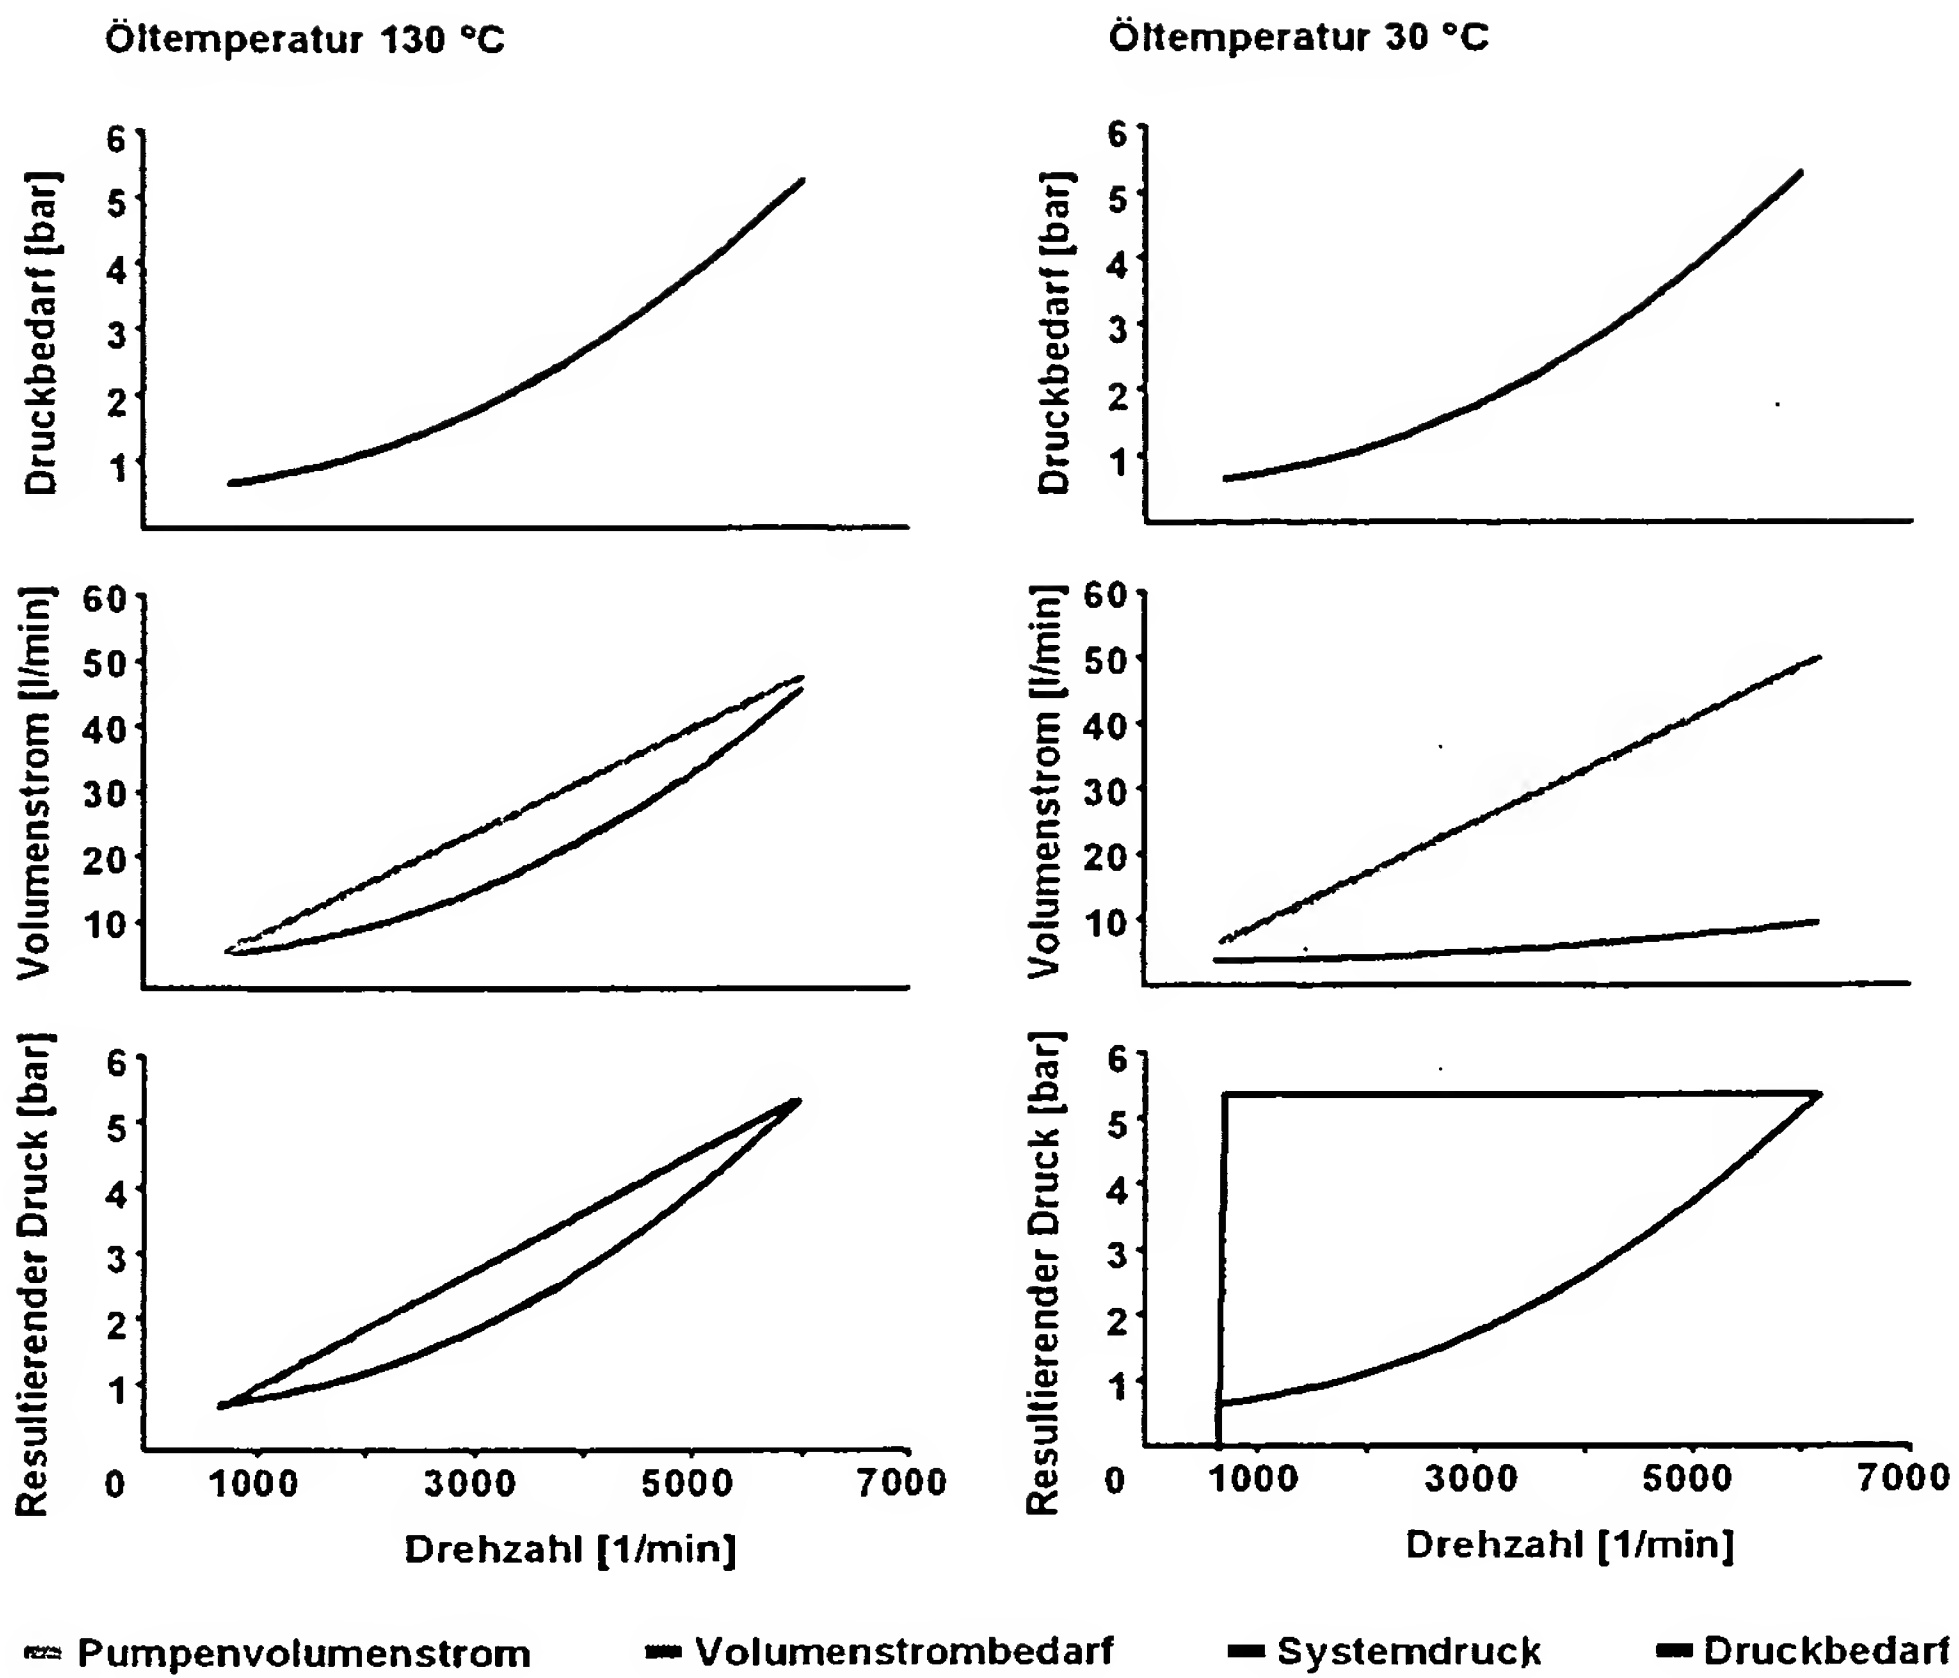 Öltemperatur 130 °C
Druckbedarf [bar]
6
5
4
3
2
1
Volumenstrom [l/min]
60
50
40
30
20
10
Resultierender Druck [bar]
6
5
4
3
2
1
0 1000 3000 5000 7000
Drehzahl [1/min]
Öltemperatur 30 °C
Druckbedarf [bar]
6
5
4
3
2
1
Volumenstrom [l/min]
60
50
40
30
20
10
Resultierender Druck [bar]
6
5
4
3
2
1
0 1000 3000 5000 7000
Drehzahl [1/min]
Pumpenvolumenstrom Volumenstrombedarf Systemdruck Druckbedarf